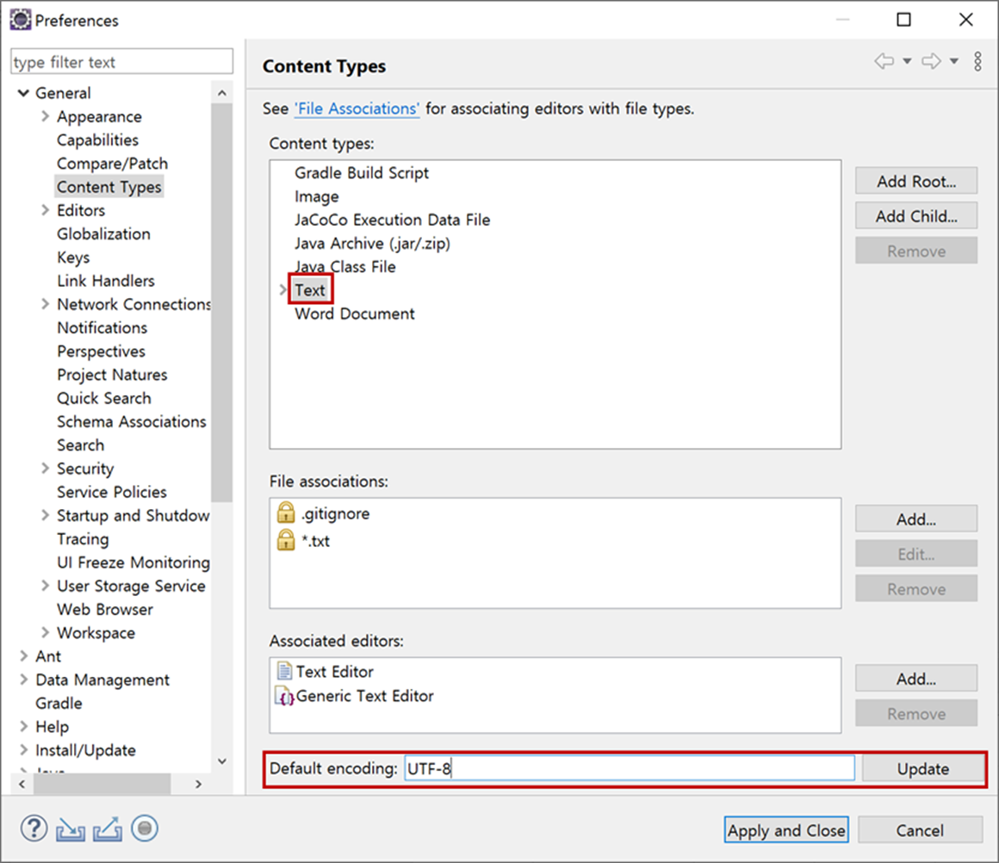 Preferences
type filter text
General
Appearance
Capabilities
Compare/Patch
Content Types
Editors
Globalization
Keys
Link Handlers
Network Connections
Notifications
Perspectives
Project Natures
Quick Search
Schema Associations
Search
Security
Service Policies
Startup and Shutdow
Tracing
UI Freeze Monitoring
User Storage Service
Web Browser
Workspace
Ant
Data Management
Gradle
Help
Install/Update
Java
Content Types
See 'File Associations' for associating editors with file types.
Content types:
Gradle Build Script
Image
JaCoCo Execution Data File
Java Archive (.jar/.zip)
Java Class File
Text
Word Document
Add Root...
Add Child...
Remove
File associations:
.gitignore
*.txt
Add...
Edit...
Remove
Associated editors:
Text Editor
Generic Text Editor
Add...
Remove
Default encoding: UTF-8 Update
Apply and Close Cancel